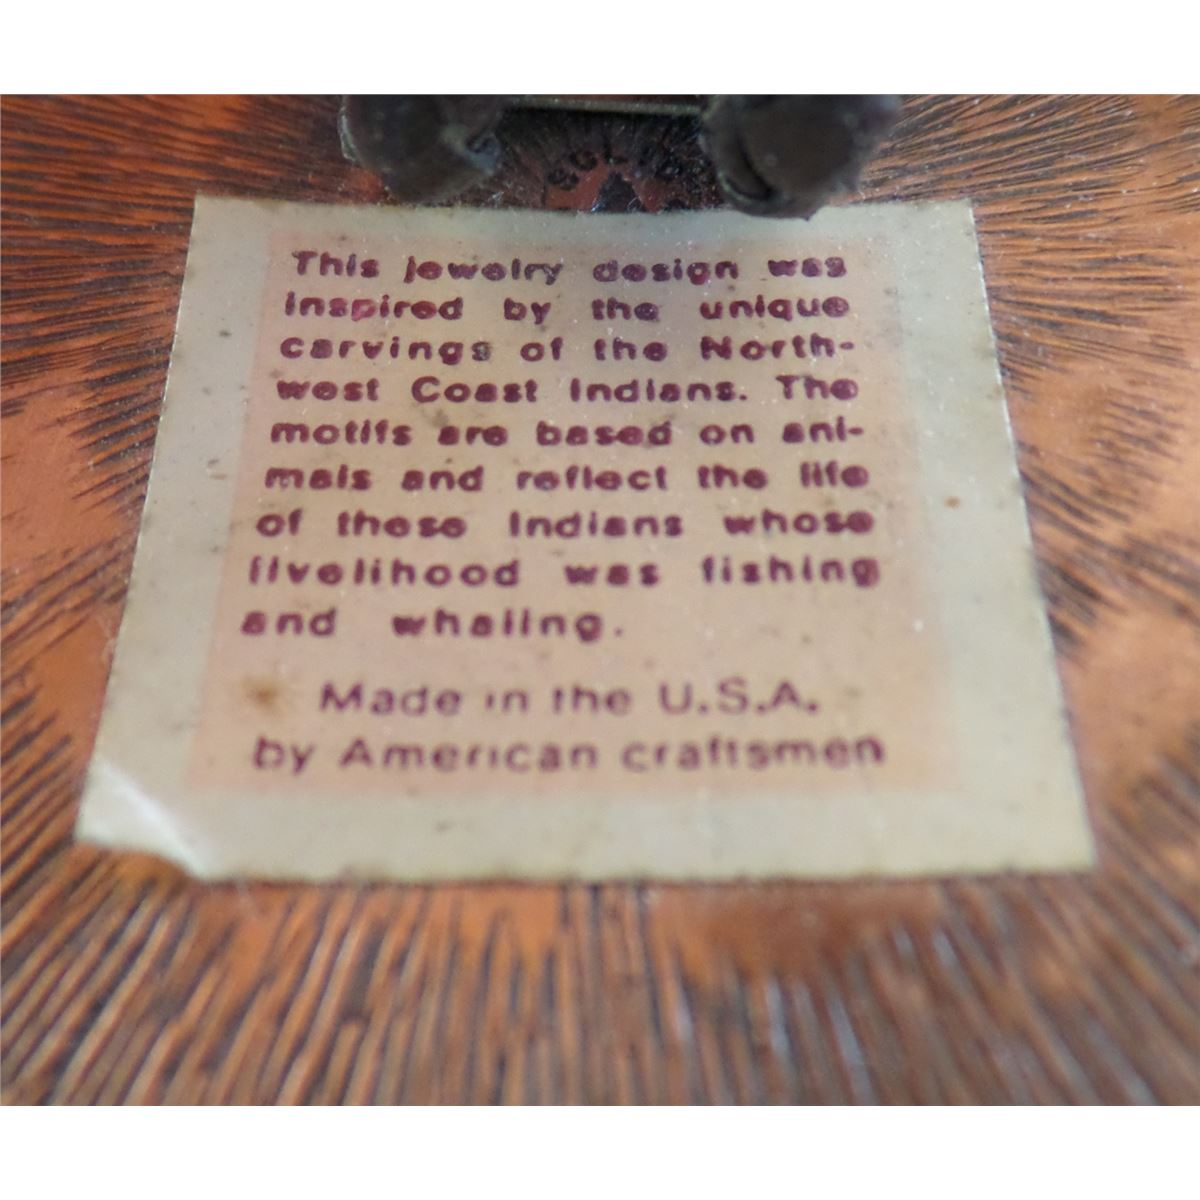 This jewelry design was
inspired by the unique
carvings of the North-
west Coast Indians. The
motifs are based on ani-
mals and reflect the life
of these Indians whose
livelihood was fishing
and whaling.
Made in the U.S.A.
by American craftsmen